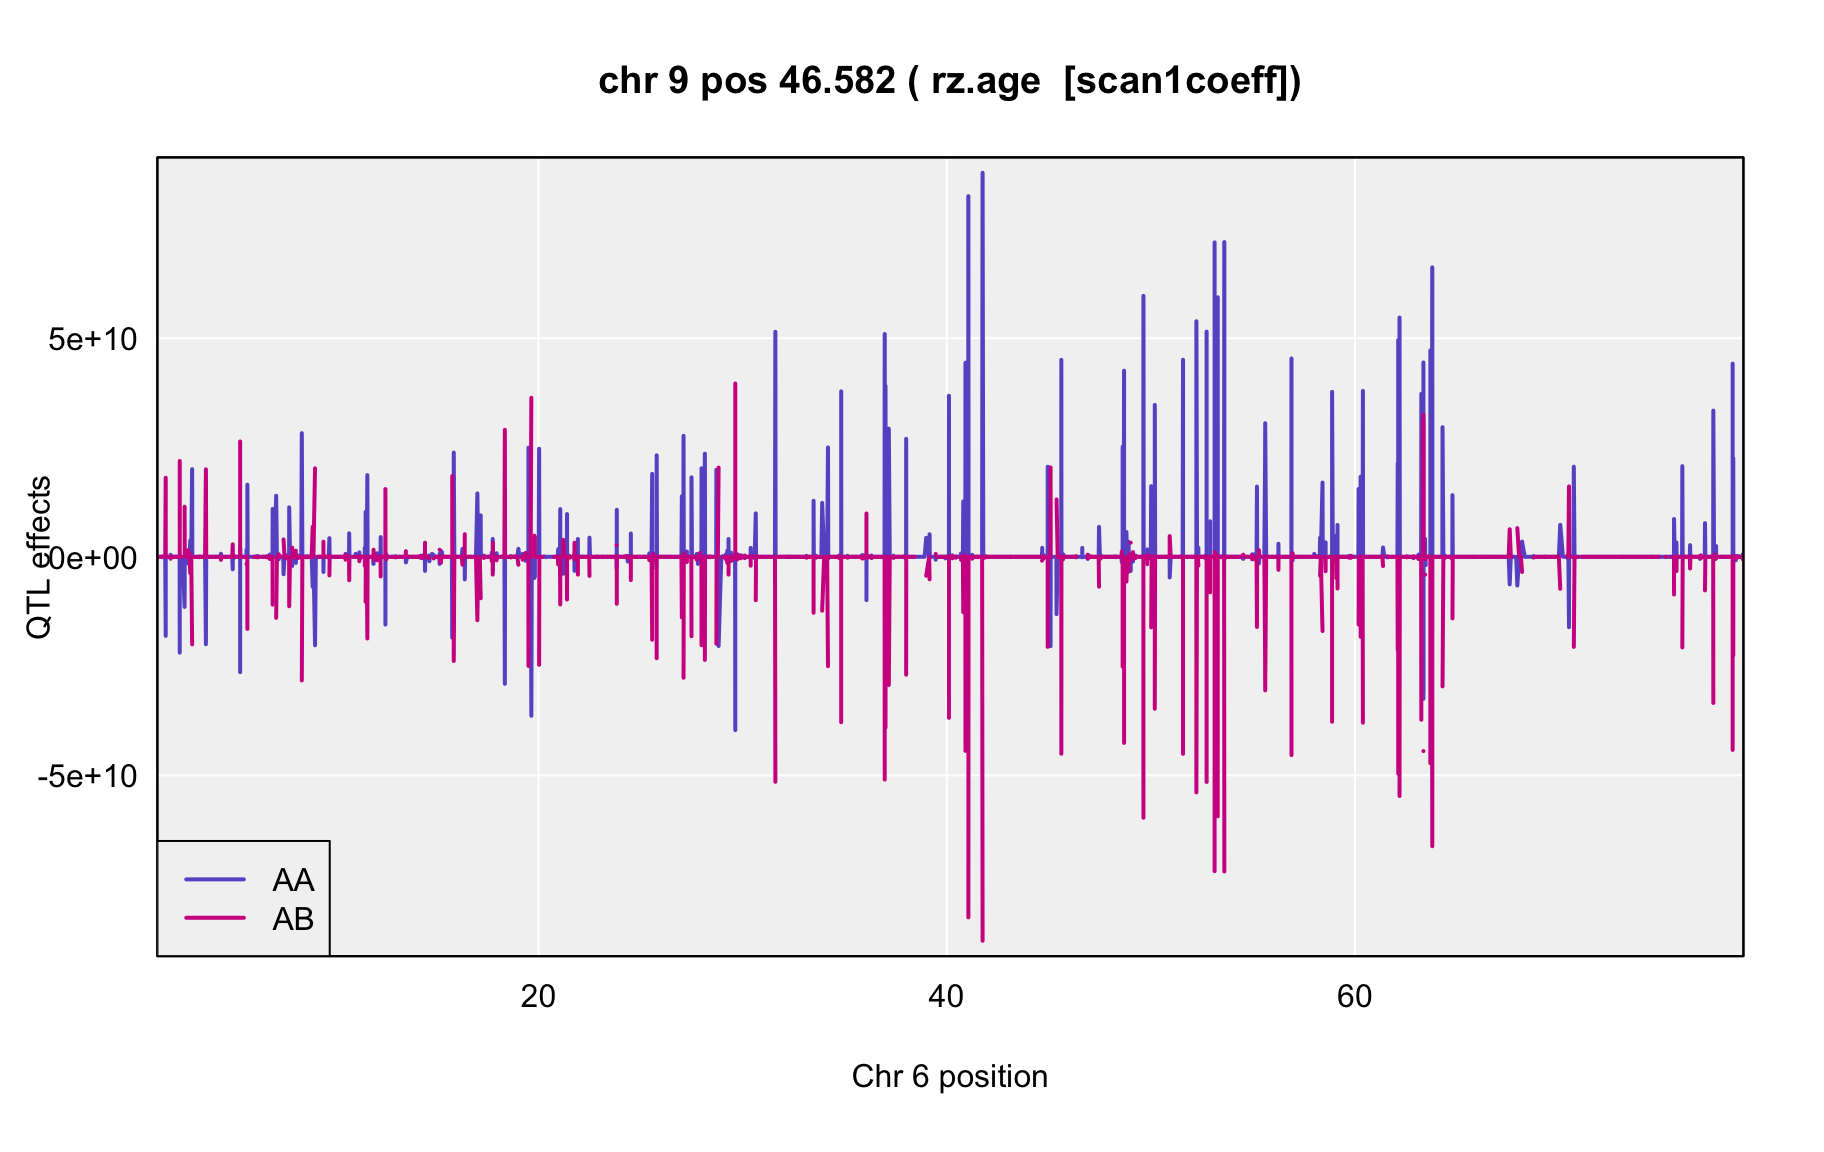 chr 9 pos 46.582 ( rz.age  [scan1coeff])
QTL effects
5e+10
0e+00
-5e+10
AA
AB
20
40
60
Chr 6 position